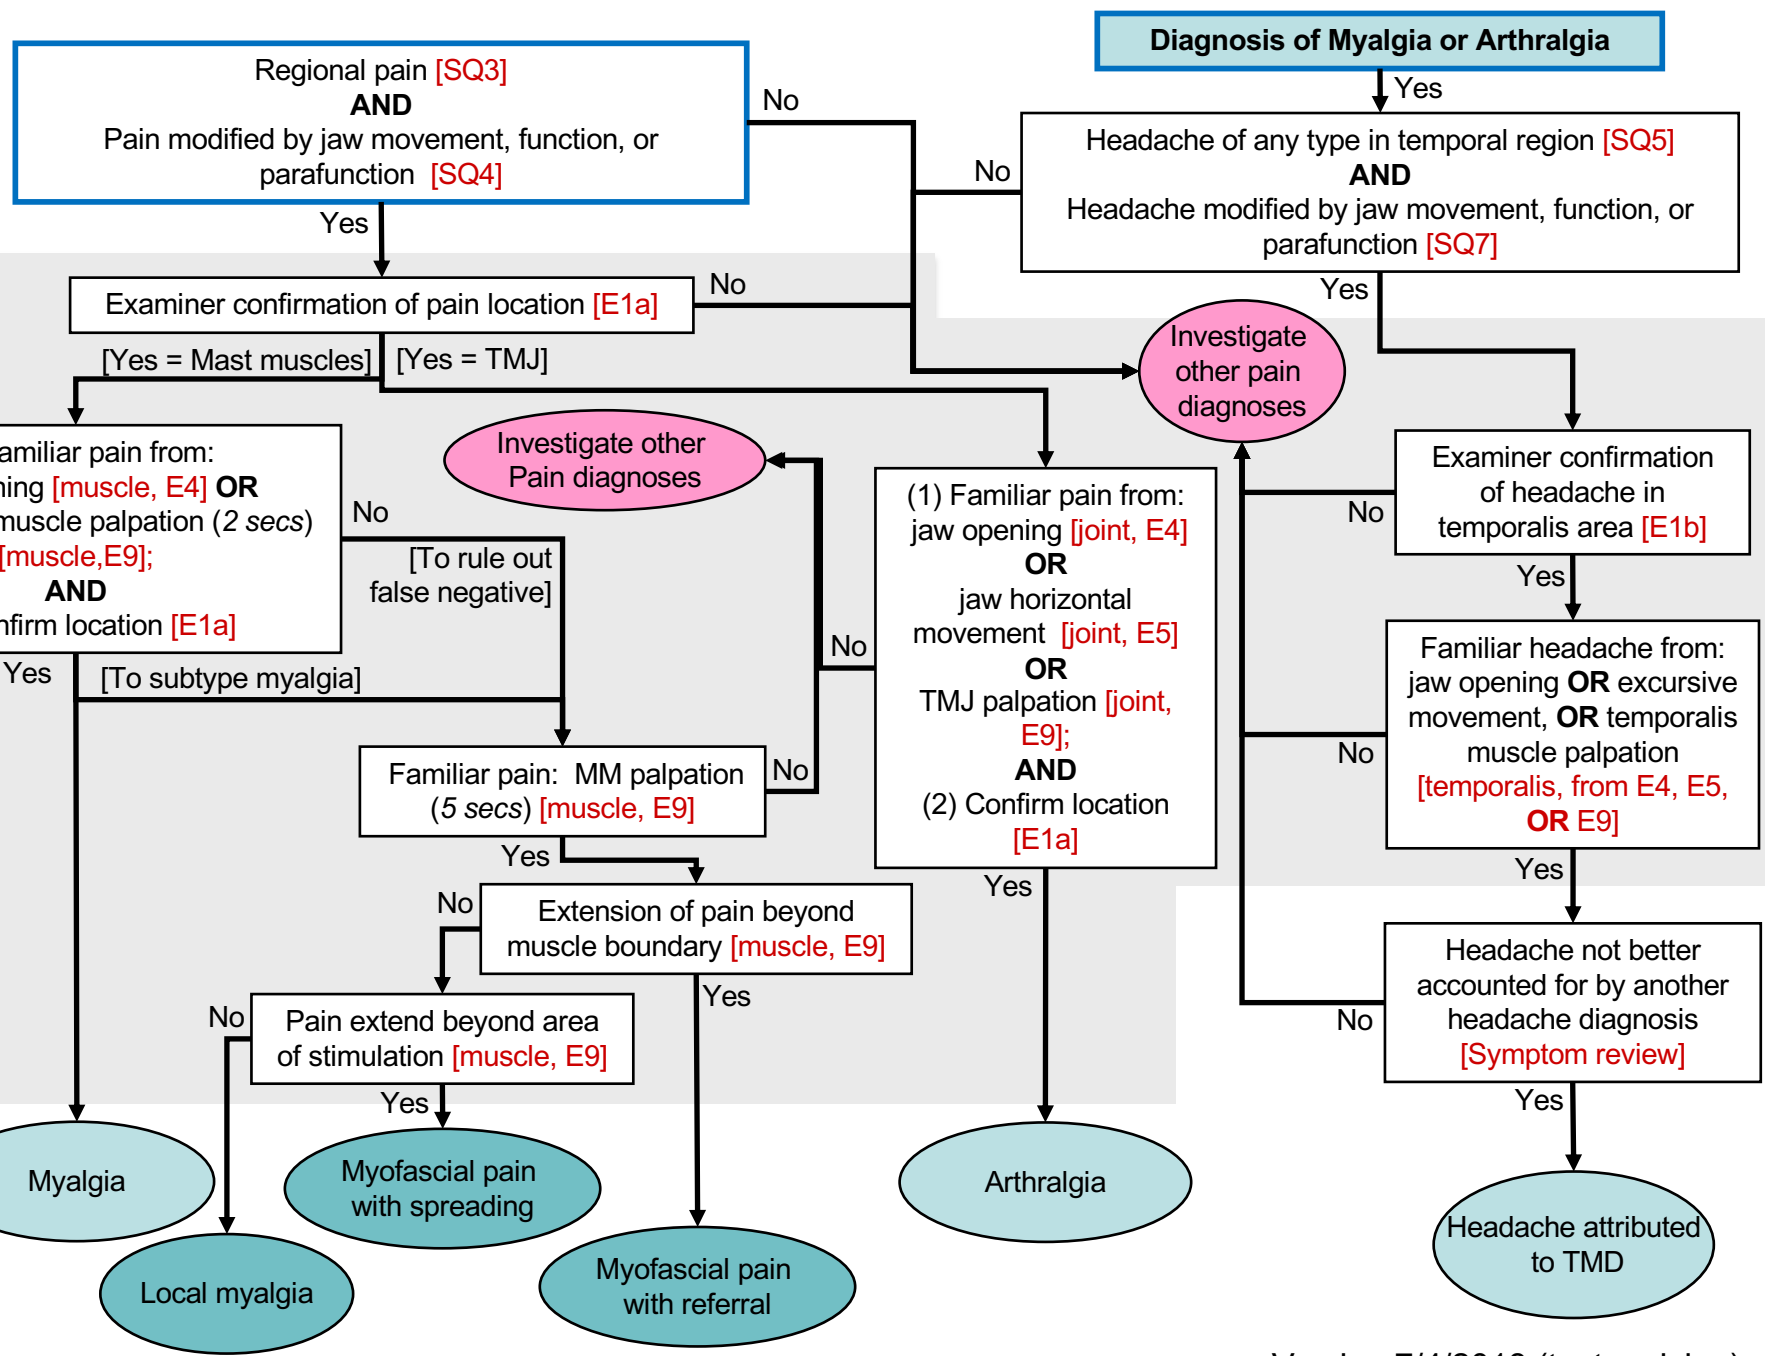 Diagnosis of Myalgia or Arthralgia
Yes
Regional pain [SQ3]
AND
Pain modified by jaw movement, function, or
parafunction [SQ4]
No
Yes
Headache of any type in temporal region [SQ5]
AND
Headache modified by jaw movement, function, or
parafunction [SQ7]
No
Yes
Examiner confirmation of pain location [E1a]
No
[Yes = Mast muscles]
[Yes = TMJ]
Investigate
other pain
diagnoses
Investigate other
Pain diagnoses
amiliar pain from:
ning [muscle, E4] OR
muscle palpation (2 secs)
[muscle,E9];
AND
nfirm location [E1a]
No
[To rule out
false negative]
Yes
[To subtype myalgia]
(1) Familiar pain from:
jaw opening [joint, E4]
OR
jaw horizontal
movement [joint, E5]
OR
TMJ palpation [joint,
E9];
AND
(2) Confirm location
[E1a]
No
Yes
Examiner confirmation
of headache in
temporalis area [E1b]
No
Yes
Familiar headache from:
jaw opening OR excursive
movement, OR temporalis
muscle palpation
[temporalis, from E4, E5,
OR E9]
No
Yes
Familiar pain: MM palpation
(5 secs) [muscle, E9]
No
Yes
Extension of pain beyond
muscle boundary [muscle, E9]
No
Yes
Pain extend beyond area
of stimulation [muscle, E9]
No
Yes
Headache not better
accounted for by another
headache diagnosis
[Symptom review]
No
Yes
Myalgia
Local myalgia
Myofascial pain
with spreading
Myofascial pain
with referral
Arthralgia
Headache attributed
to TMD